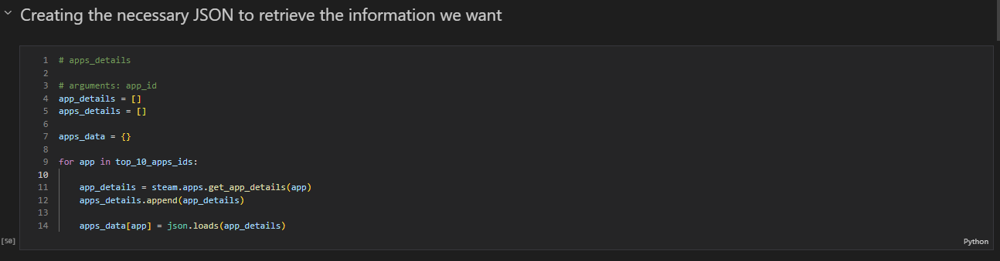 Creating the necessary JSON to retrieve the information we want
1 # apps_details
2
3 # arguments: app_id
4 app_details = []
5 apps_details = []
6
7 apps_data = {}
8
9 for app in top_10_apps_ids:
10
11 app_details = steam.apps.get_app_details(app)
12 apps_details.append(app_details)
13
14 apps_data[app] = json.loads(app_details)
[50]
Python